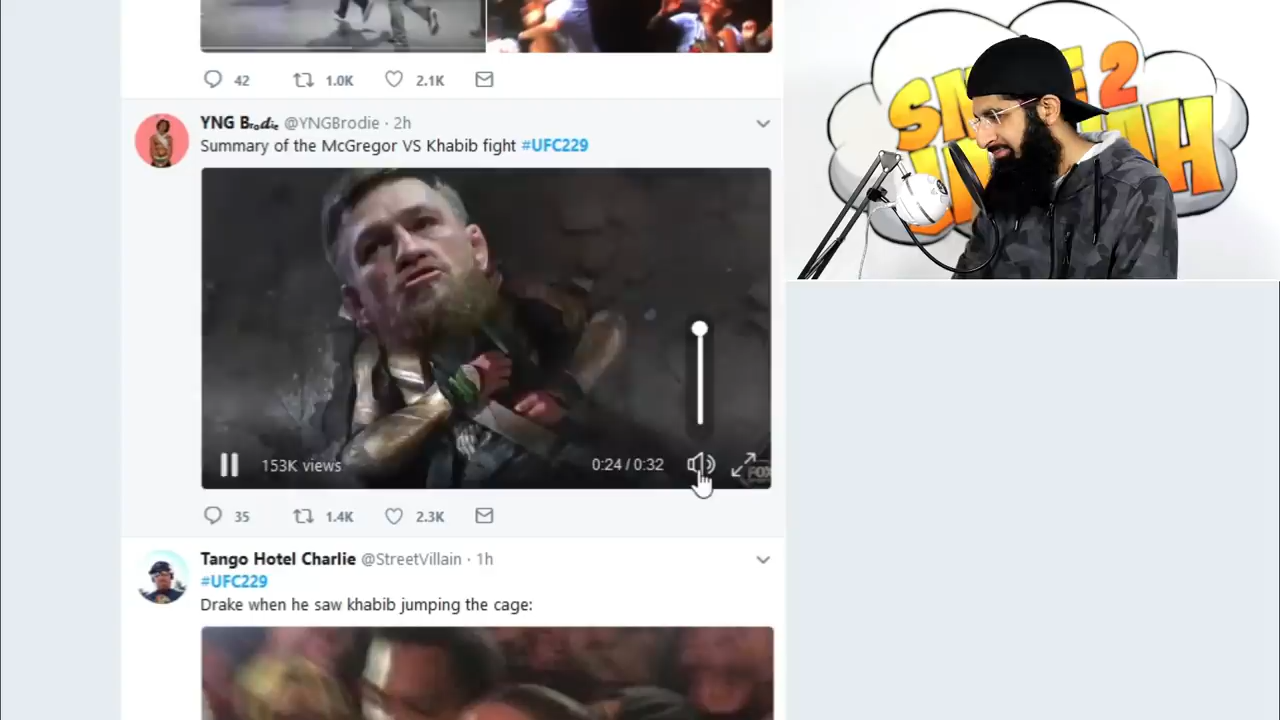 42 1.0K 2.1K
YNG Brodie @YNGBrodie · 2h
Summary of the McGregor VS Khabib fight #UFC229
153K views 0:24 / 0:32
FOX
35 1.4K 2.3K
Tango Hotel Charlie @StreetVillain · 1h
#UFC229
Drake when he saw khabib jumping the cage:
2